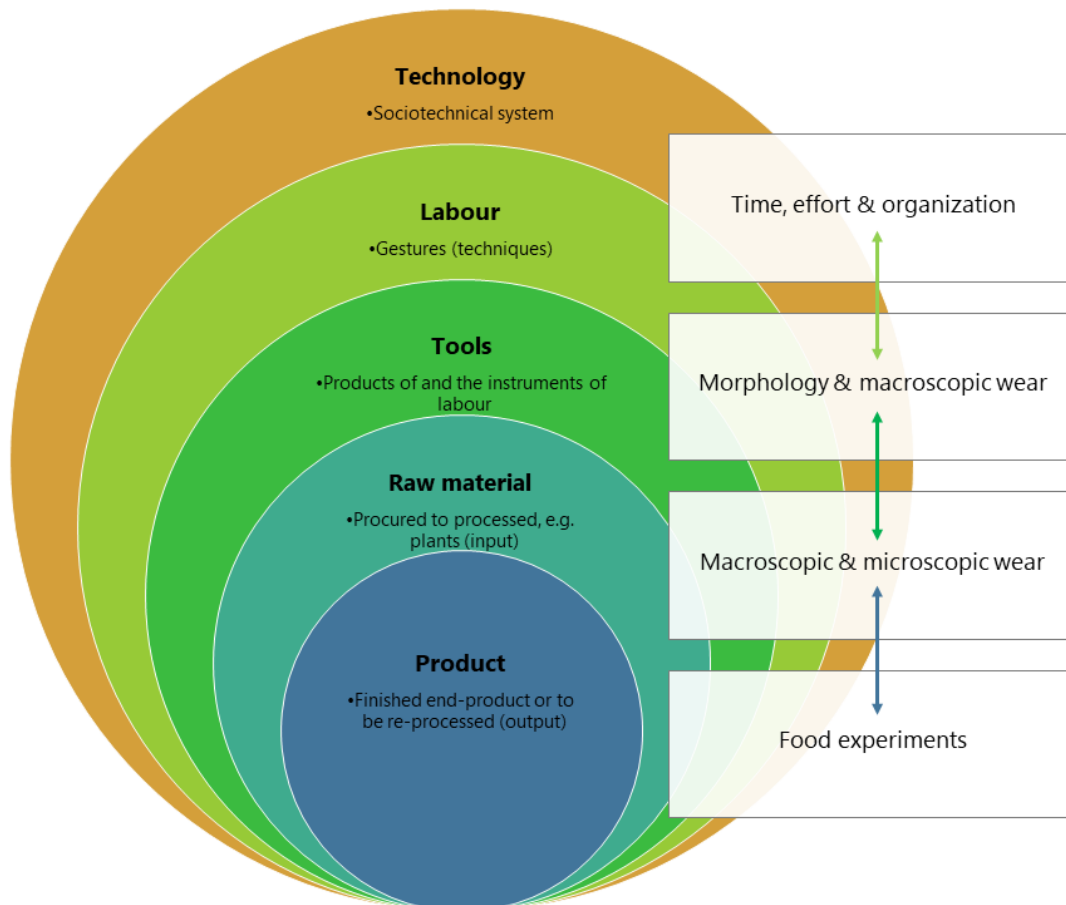 Technology
•Sociotechnical system
Labour
•Gestures (techniques)
Tools
•Products of and the instruments of
labour
Raw material
•Procured to processed, e.g.
plants (input)
Product
•Finished end-product or to
be re-processed (output)
Time, effort & organization
Morphology & macroscopic wear
Macroscopic & microscopic wear
Food experiments